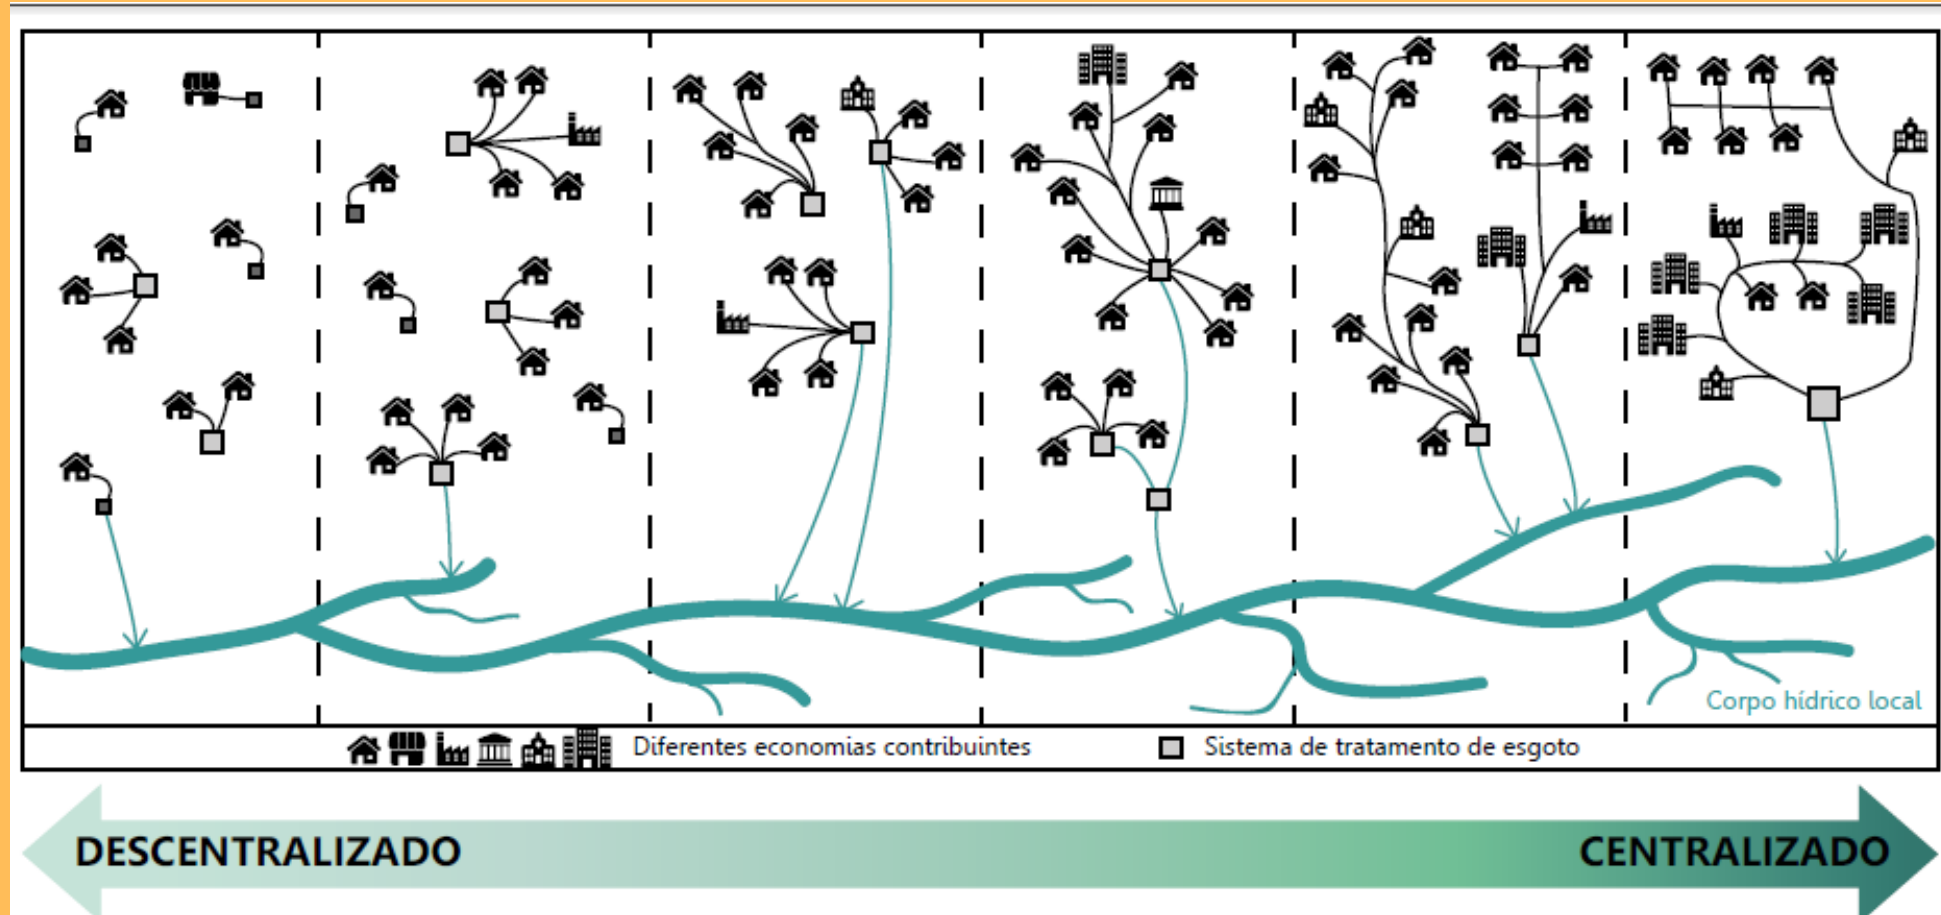 Corpo hídrico local
Diferentes economias contribuintes
Sistema de tratamento de esgoto
DESCENTRALIZADO
CENTRALIZADO